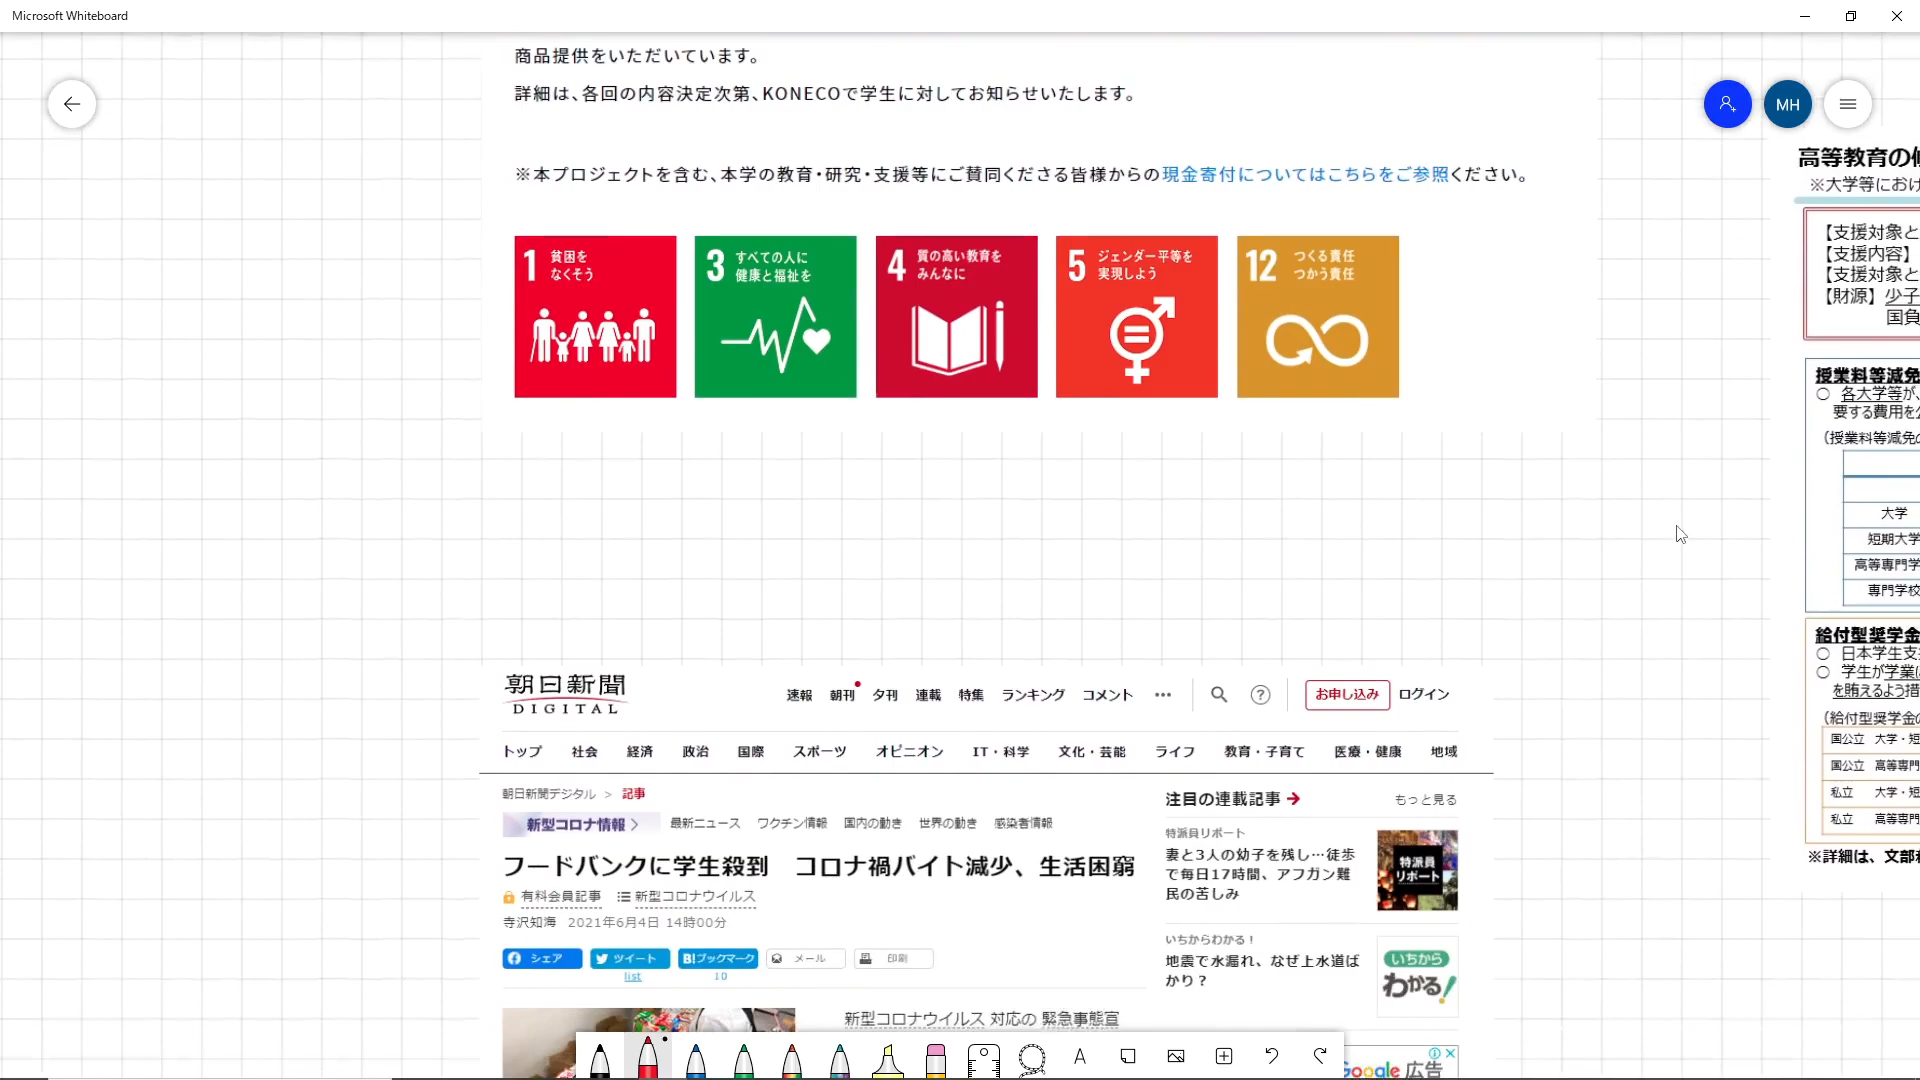 Microsoft Whiteboard
商品提供をいただいています。
詳細は、各回の内容決定次第、KONECOで学生に対してお知らせいたします。
※本プロジェクトを含む、本学の教育・研究・支援等にご賛同くださる皆様からの現金寄付についてはこちらをご参照ください。
MH
1 貧困を
なくそう
3 すべての人に
健康と福祉を
4 質の高い教育を
みんなに
5 ジェンダー平等を
実現しよう
12 つくる責任
つかう責任
高等教育の
※大学等におけ
【支援対象と
【支援内容】
【支援対象と
【財源】少子
国負
授業料等減免
○ 各大学等が、
要する費用を
(授業料等減免の
大学
短期大学
高等専門学
専門学校
給付型奨学金
○ 日本学生支
○ 学生が学業に
を賄えるよう措
(給付型奨学金の
国公立 大学・短
国公立 高等専門
私立 大学・短
私立 高等専門
※詳細は、文部
朝日新聞
DIGITAL
速報 朝刊 夕刊 連載 特集 ランキング コメント ••• ? お申し込み ログイン
トップ 社会 経済 政治 国際 スポーツ オピニオン IT・科学 文化・芸能 ライフ 教育・子育て 医療・健康 地域
朝日新聞デジタル > 記事
新型コロナ情報 > 最新ニュース ワクチン情報 国内の動き 世界の動き 感染者情報
フードバンクに学生殺到 コロナ禍バイト減少、生活困窮
有料会員記事 新型コロナウイルス
寺沢知海 2021年6月4日 14時00分
シェア ツイート B!ブックマーク メール 印刷
list 10
新型コロナウイルス 対応の 緊急事態宣
注目の連載記事 → もっと見る
特派員リポート
妻と3人の幼子を残し…徒歩
で毎日17時間、アフガン難
民の苦しみ
特派員
リポート
いちからわかる!
地震で水漏れ、なぜ上水道ば
かり?
いちから
わかる!
Google 広告
A